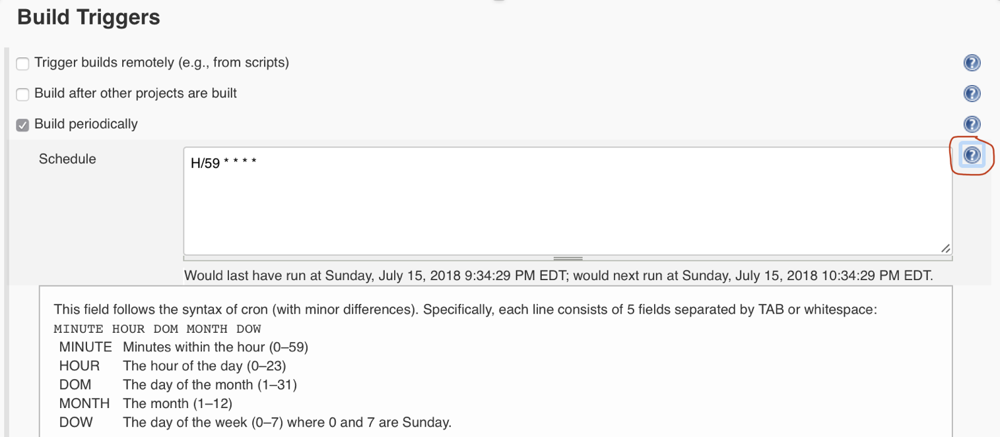 Build Triggers
Trigger builds remotely (e.g., from scripts)
Build after other projects are built
Build periodically
Schedule
H/59 * * * *
Would last have run at Sunday, July 15, 2018 9:34:29 PM EDT; would next run at Sunday, July 15, 2018 10:34:29 PM EDT.
This field follows the syntax of cron (with minor differences). Specifically, each line consists of 5 fields separated by TAB or whitespace:
MINUTE HOUR DOM MONTH DOW
MINUTE Minutes within the hour (0–59)
HOUR The hour of the day (0–23)
DOM The day of the month (1–31)
MONTH The month (1–12)
DOW The day of the week (0–7) where 0 and 7 are Sunday.